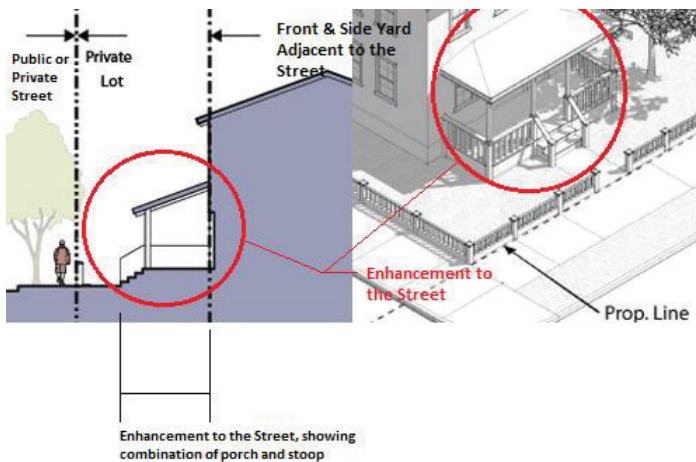 Public or
Private
Street
Private
Lot
Front & Side Yard
Adjacent to the
Street
Enhancement to
the Street
Prop. Line
Enhancement to the Street, showing
combination of porch and stoop